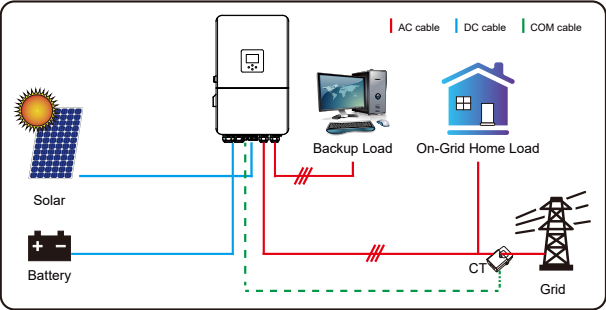 AC cable
DC cable
COM cable
Backup Load
On-Grid Home Load
Solar
Battery
CT
Grid